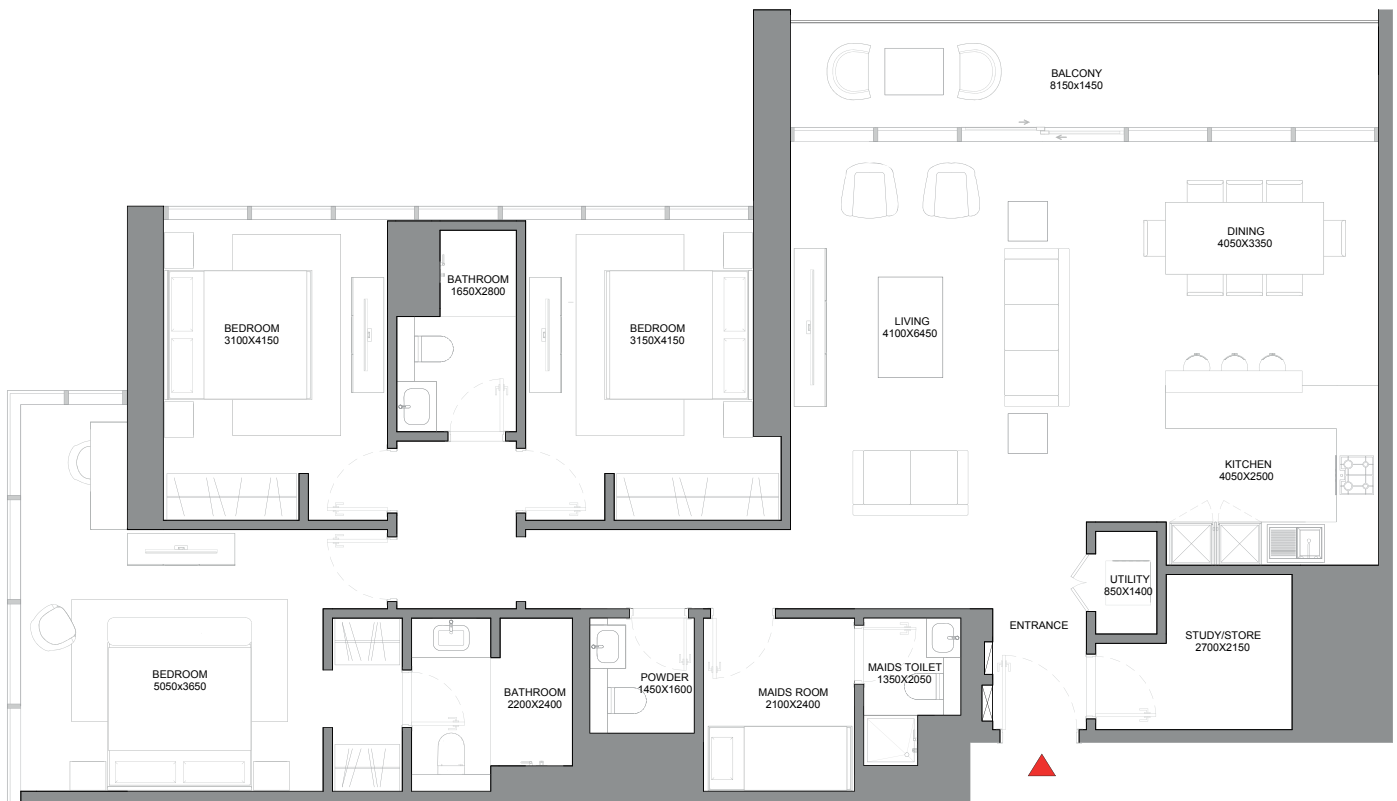 BALCONY
8150x1450
DINING
4050X3350
BATHROOM
1650X2800
BEDROOM
3100X4150
BEDROOM
3150X4150
LIVING
4100X6450
KITCHEN
4050X2500
UTILITY
850X1400
ENTRANCE
STUDY/STORE
2700X2150
BEDROOM
5050x3650
BATHROOM
2200X2400
POWDER
1450X1600
MAIDS ROOM
2100X2400
MAIDS TOILET
1350X2050